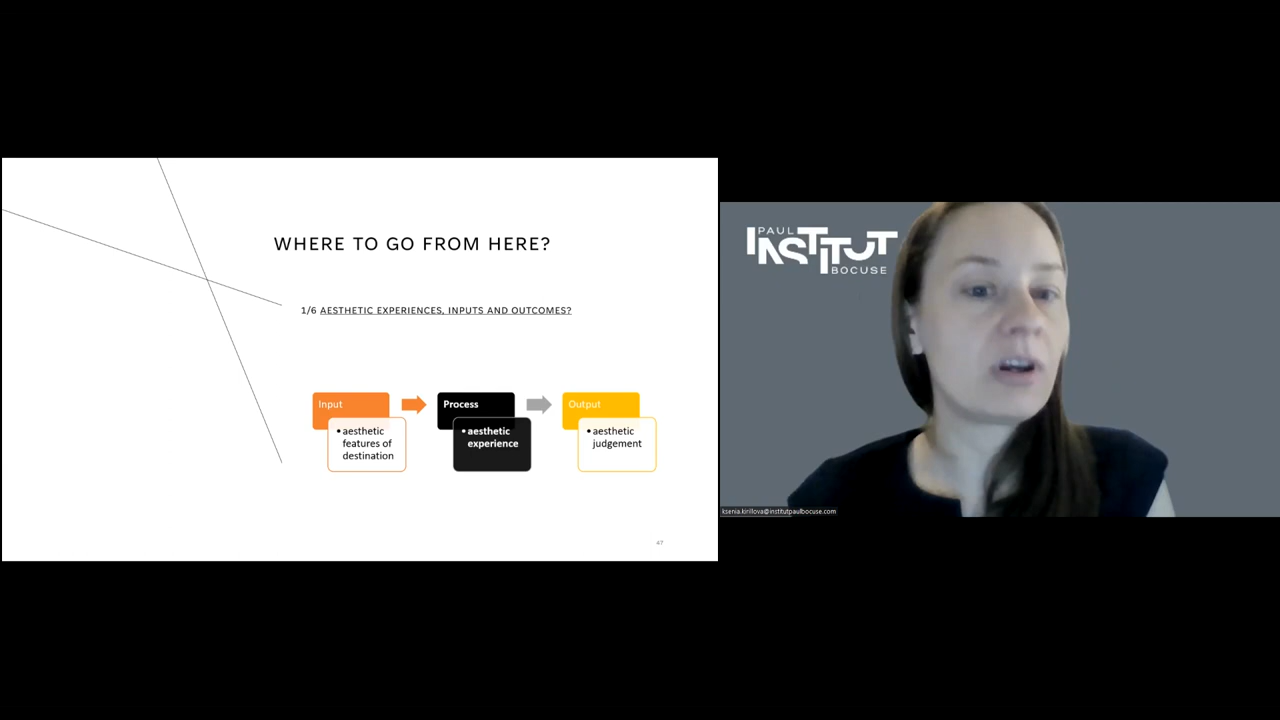 WHERE TO GO FROM HERE?
1/6 AESTHETIC EXPERIENCES, INPUTS AND OUTCOMES?
Input
• aesthetic
features of
destination
Process
• aesthetic
experience
Output
• aesthetic
judgement
47
PAUL
INSTITUT
BOCUSE
ksenia.kirillova@institutpaulbocuse.com